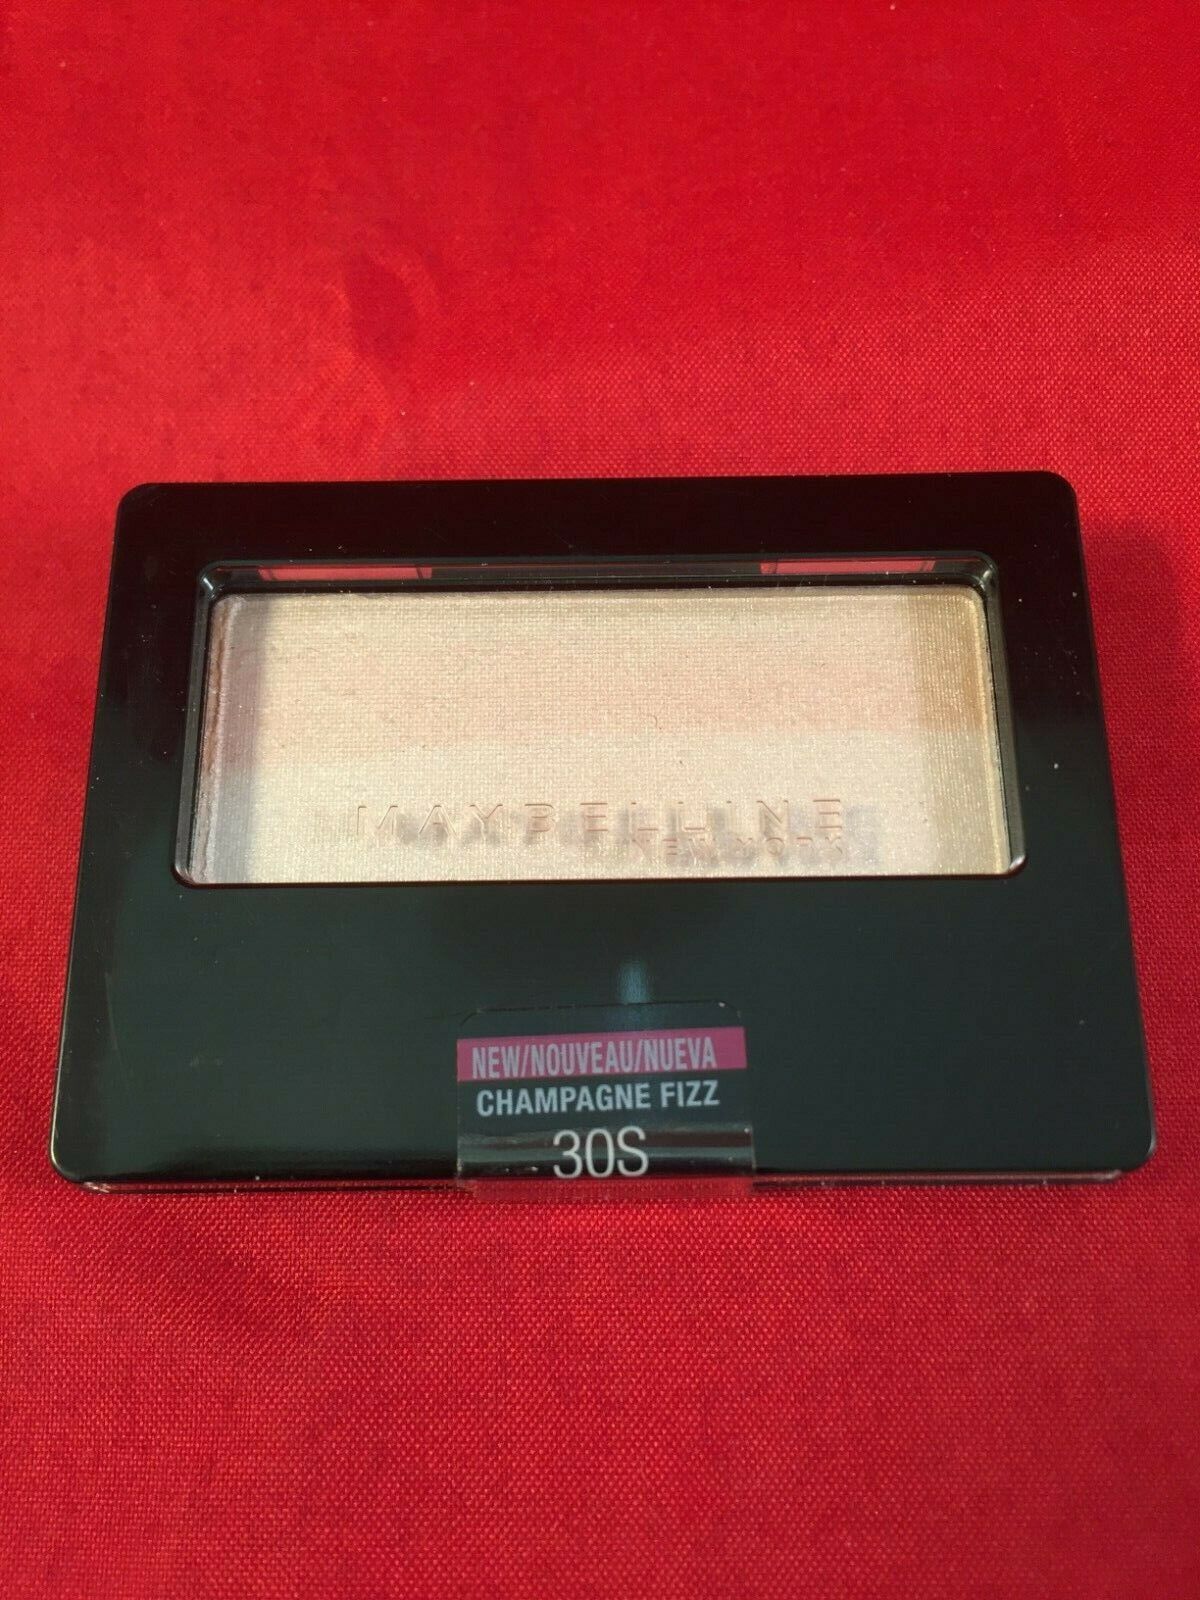 MAYBELLINE
NEW YORK
NEW/NOUVEAU/NUEVA
CHAMPAGNE FIZZ
30S